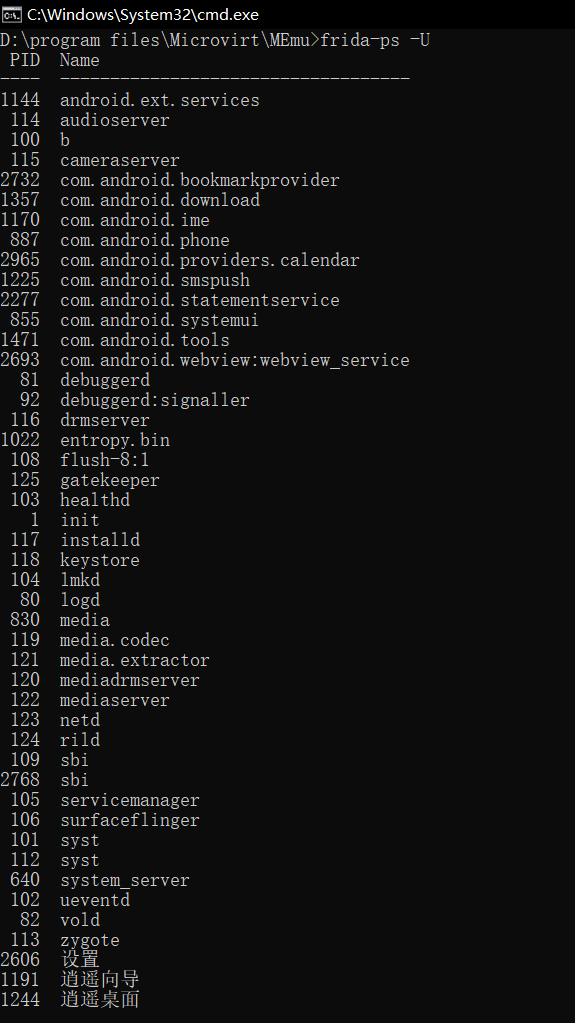 C:\Windows\System32\cmd.exe
D:\program files\Microvirt\MEmu>frida-ps -U
 PID  Name
----  -----------------------------------
1144  android.ext.services
 114  audioserver
 100  b
 115  cameraserver
2732  com.android.bookmarkprovider
1357  com.android.download
1170  com.android.ime
 887  com.android.phone
2965  com.android.providers.calendar
1225  com.android.smspush
2277  com.android.statementservice
 855  com.android.systemui
1471  com.android.tools
2693  com.android.webview:webview_service
  81  debuggerd
  92  debuggerd:signaller
 116  drmserver
1022  entropy.bin
 108  flush-8:1
 125  gatekeeper
 103  healthd
   1  init
 117  installd
 118  keystore
 104  lmkd
  80  logd
 830  media
 119  media.codec
 121  media.extractor
 120  mediadrmserver
 122  mediaserver
 123  netd
 124  rild
 109  sbi
2768  sbi
 105  servicemanager
 106  surfaceflinger
 101  syst
 112  syst
 640  system_server
 102  ueventd
  82  vold
 113  zygote
2606  设置
1191  逍遥向导
1244  逍遥桌面